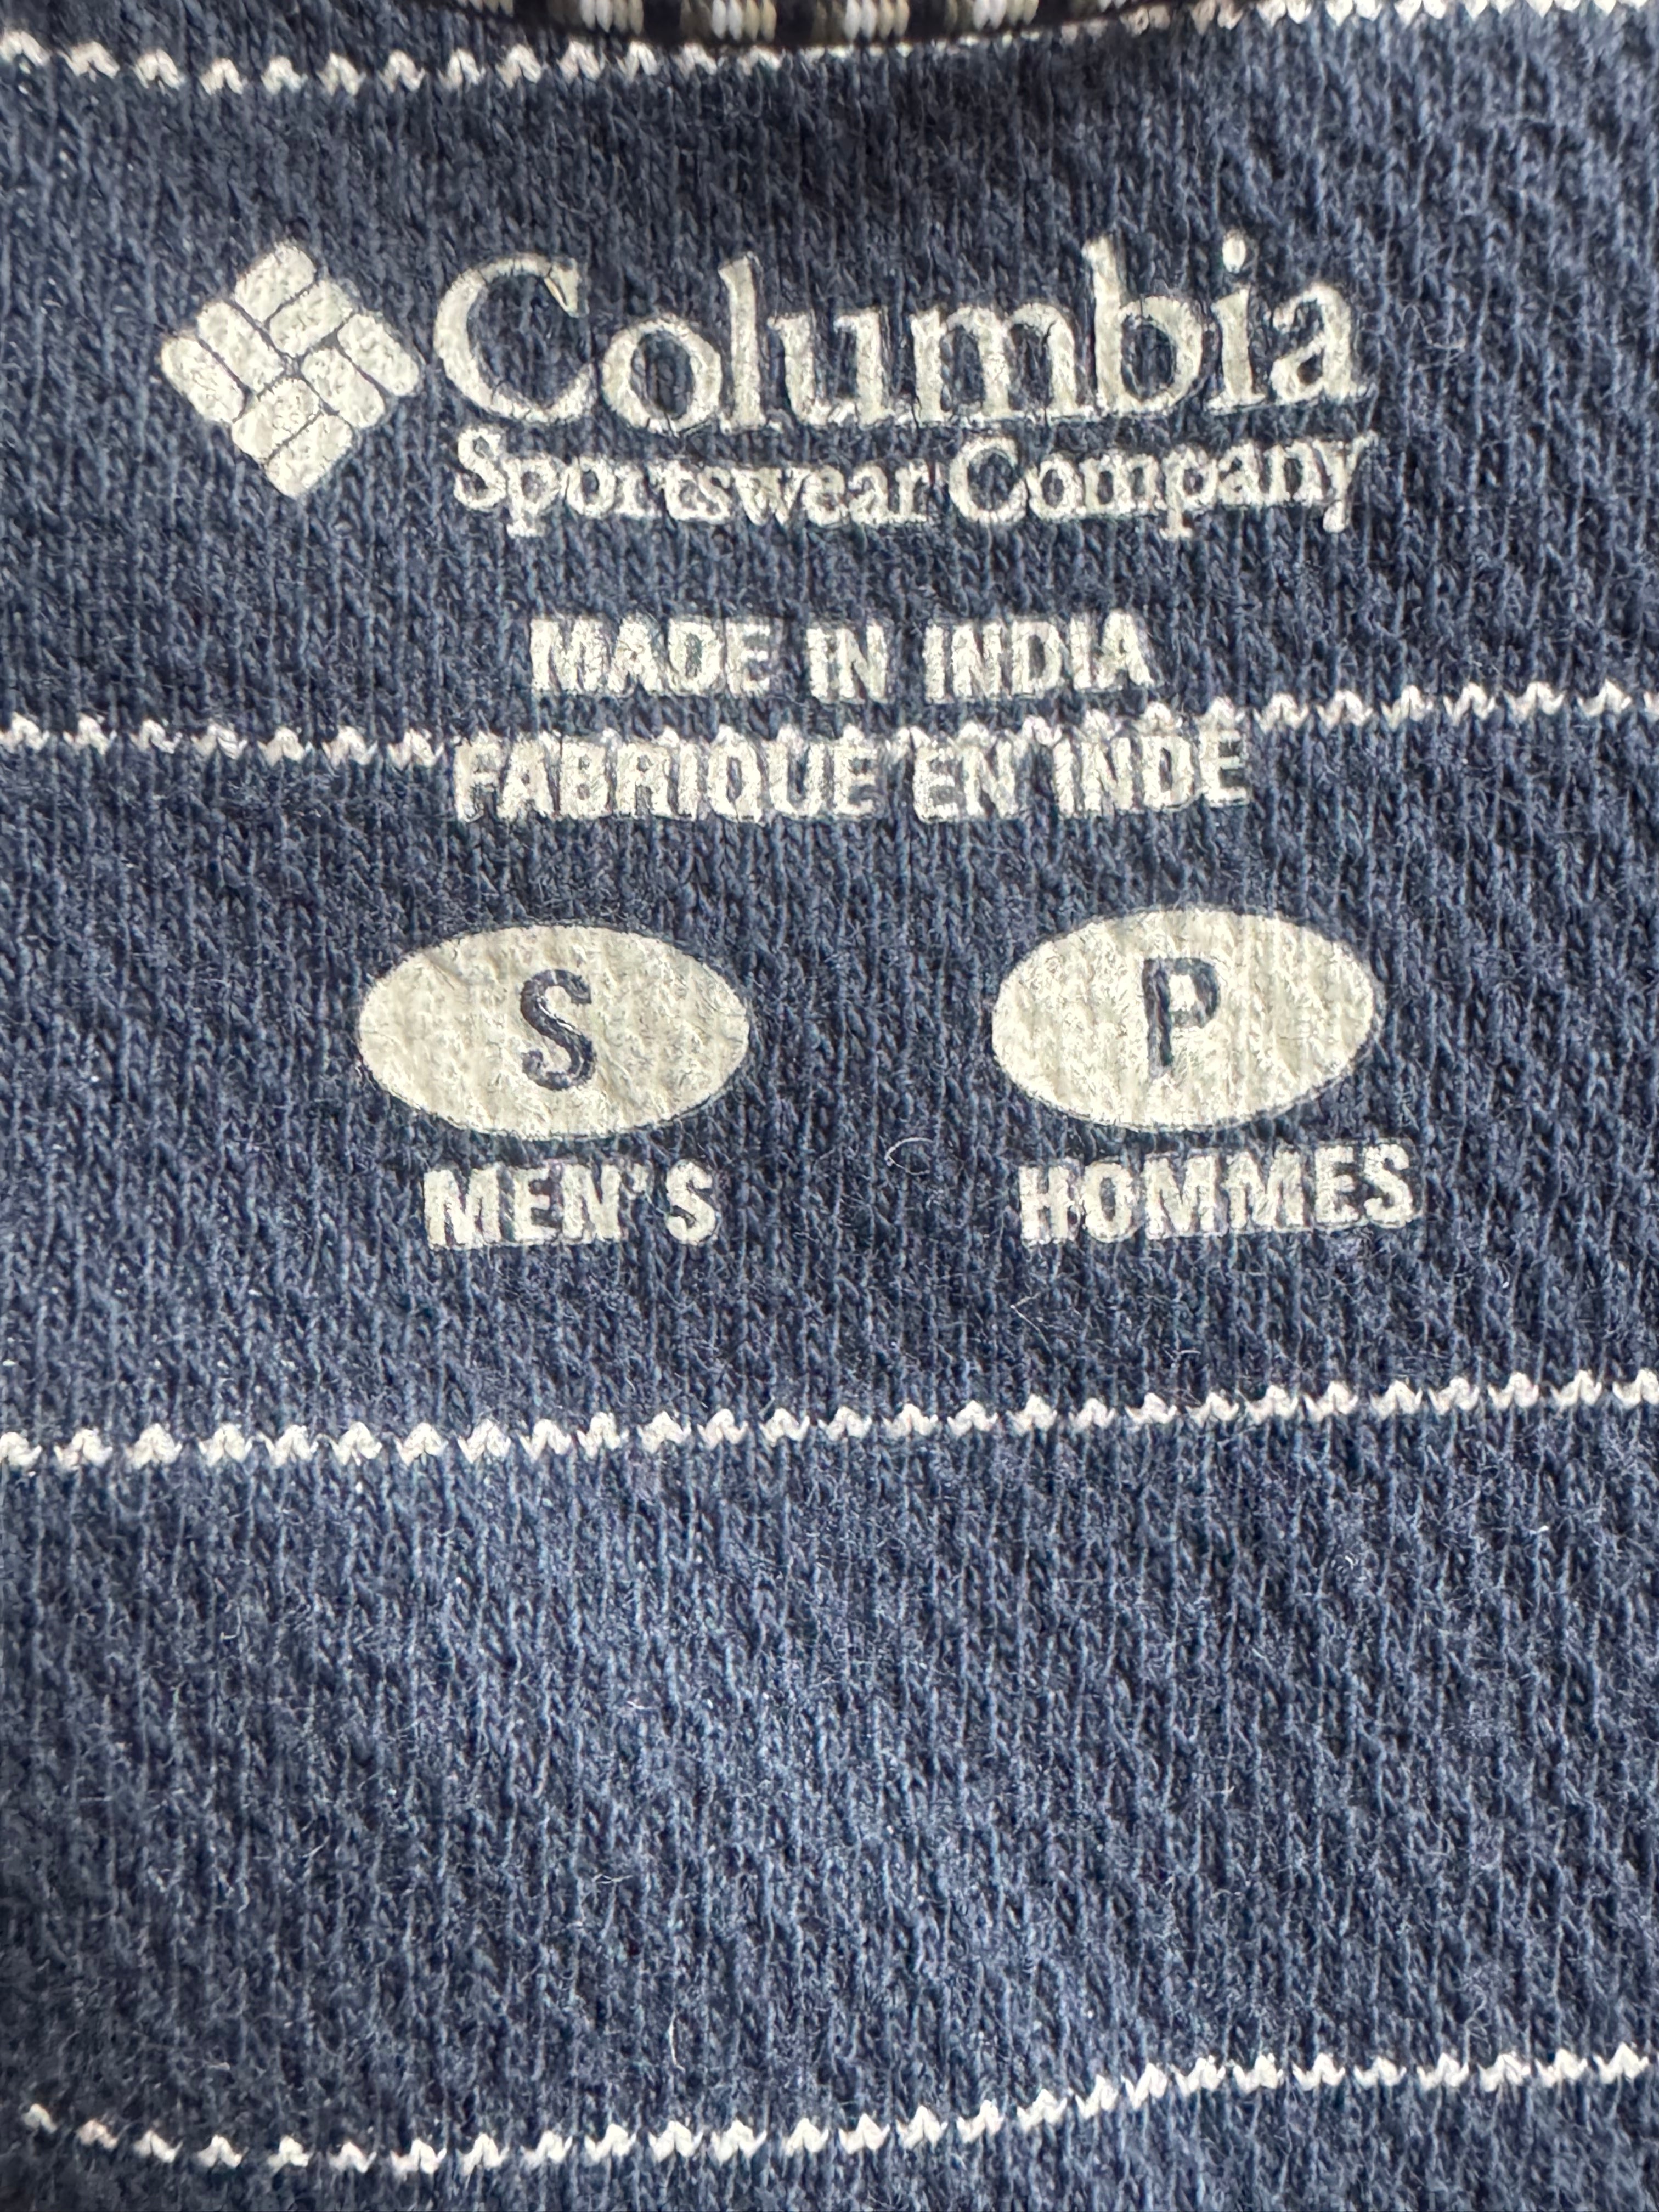 Columbia
Sportswear Company
MADE IN INDIA
FABRIQUE EN INDE
S P
MEN'S HOMMES